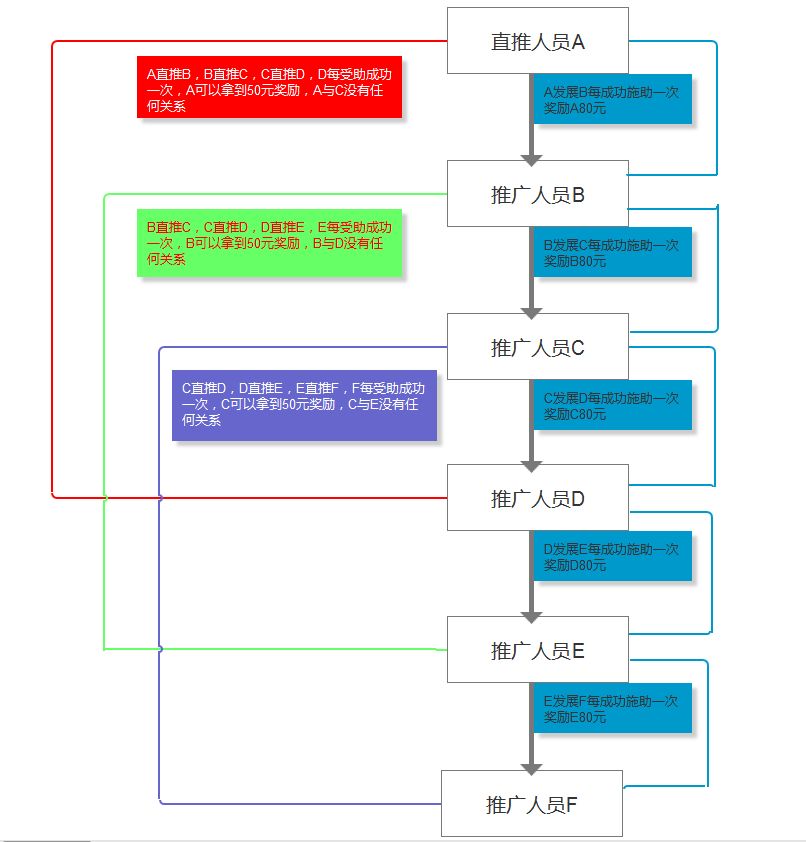 直推人员A
A直推B，B直推C，C直推D，D每受助成功
一次，A可以拿到50元奖励，A与C没有任
何关系
A发展B每成功施助一次
奖励A80元
推广人员B
B直推C，C直推D，D直推E，E每受助成功
一次，B可以拿到50元奖励，B与D没有任
何关系
B发展C每成功施助一次
奖励B80元
推广人员C
C直推D，D直推E，E直推F，F每受助成功
一次，C可以拿到50元奖励，C与E没有任
何关系
C发展D每成功施助一次
奖励C80元
推广人员D
D发展E每成功施助一次
奖励D80元
推广人员E
E发展F每成功施助一次
奖励E80元
推广人员F